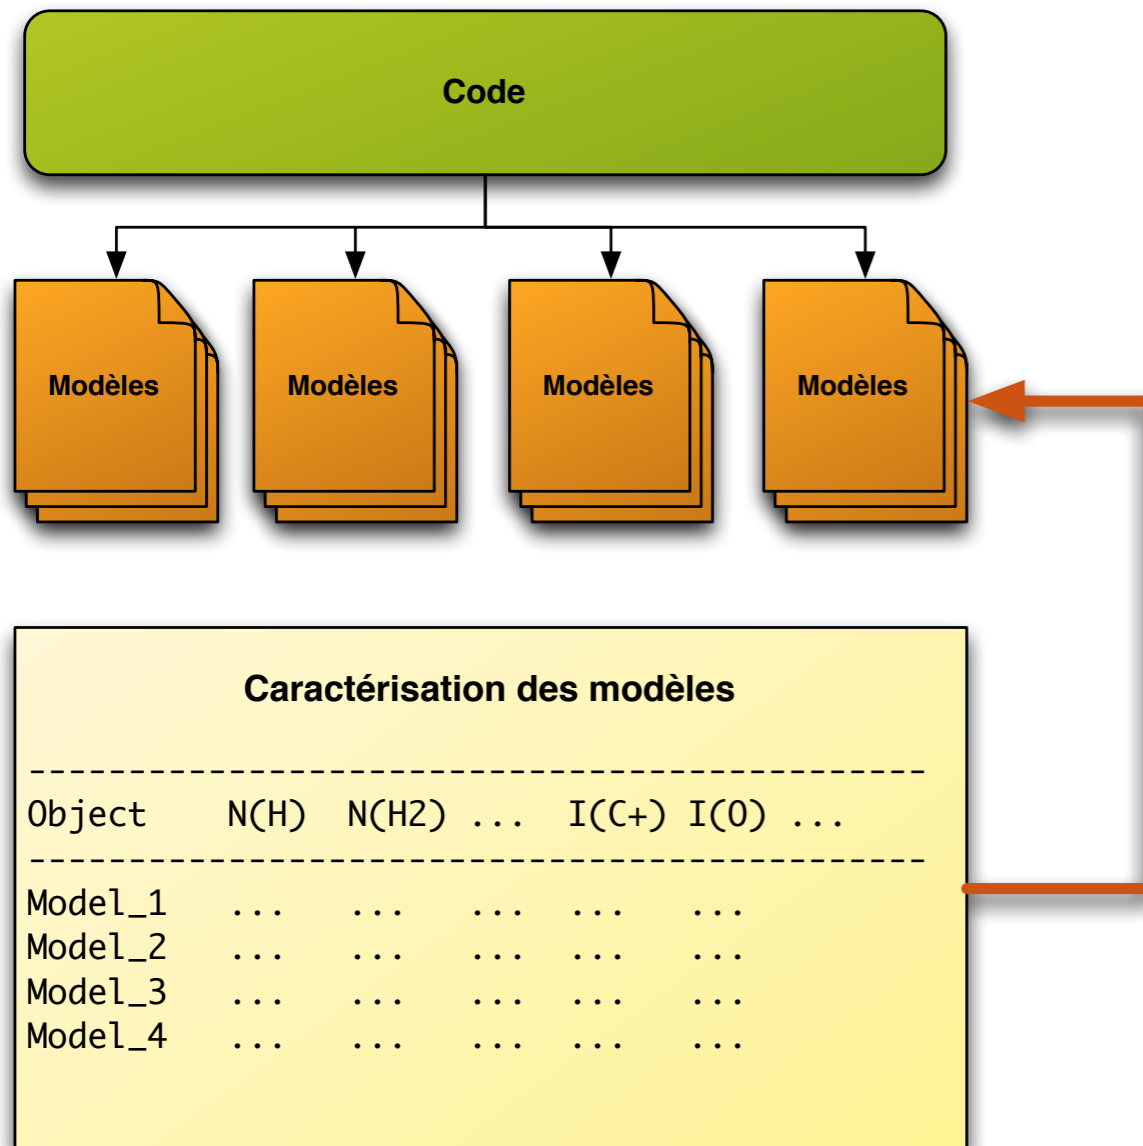 Code
Modèles Modèles Modèles Modèles
Caractérisation des modèles
---------------------------------------------
Object N(H) N(H2) ... I(C+) I(O) ...
---------------------------------------------
Model_1 ... ... ... ... ...
Model_2 ... ... ... ... ...
Model_3 ... ... ... ... ...
Model_4 ... ... ... ... ...